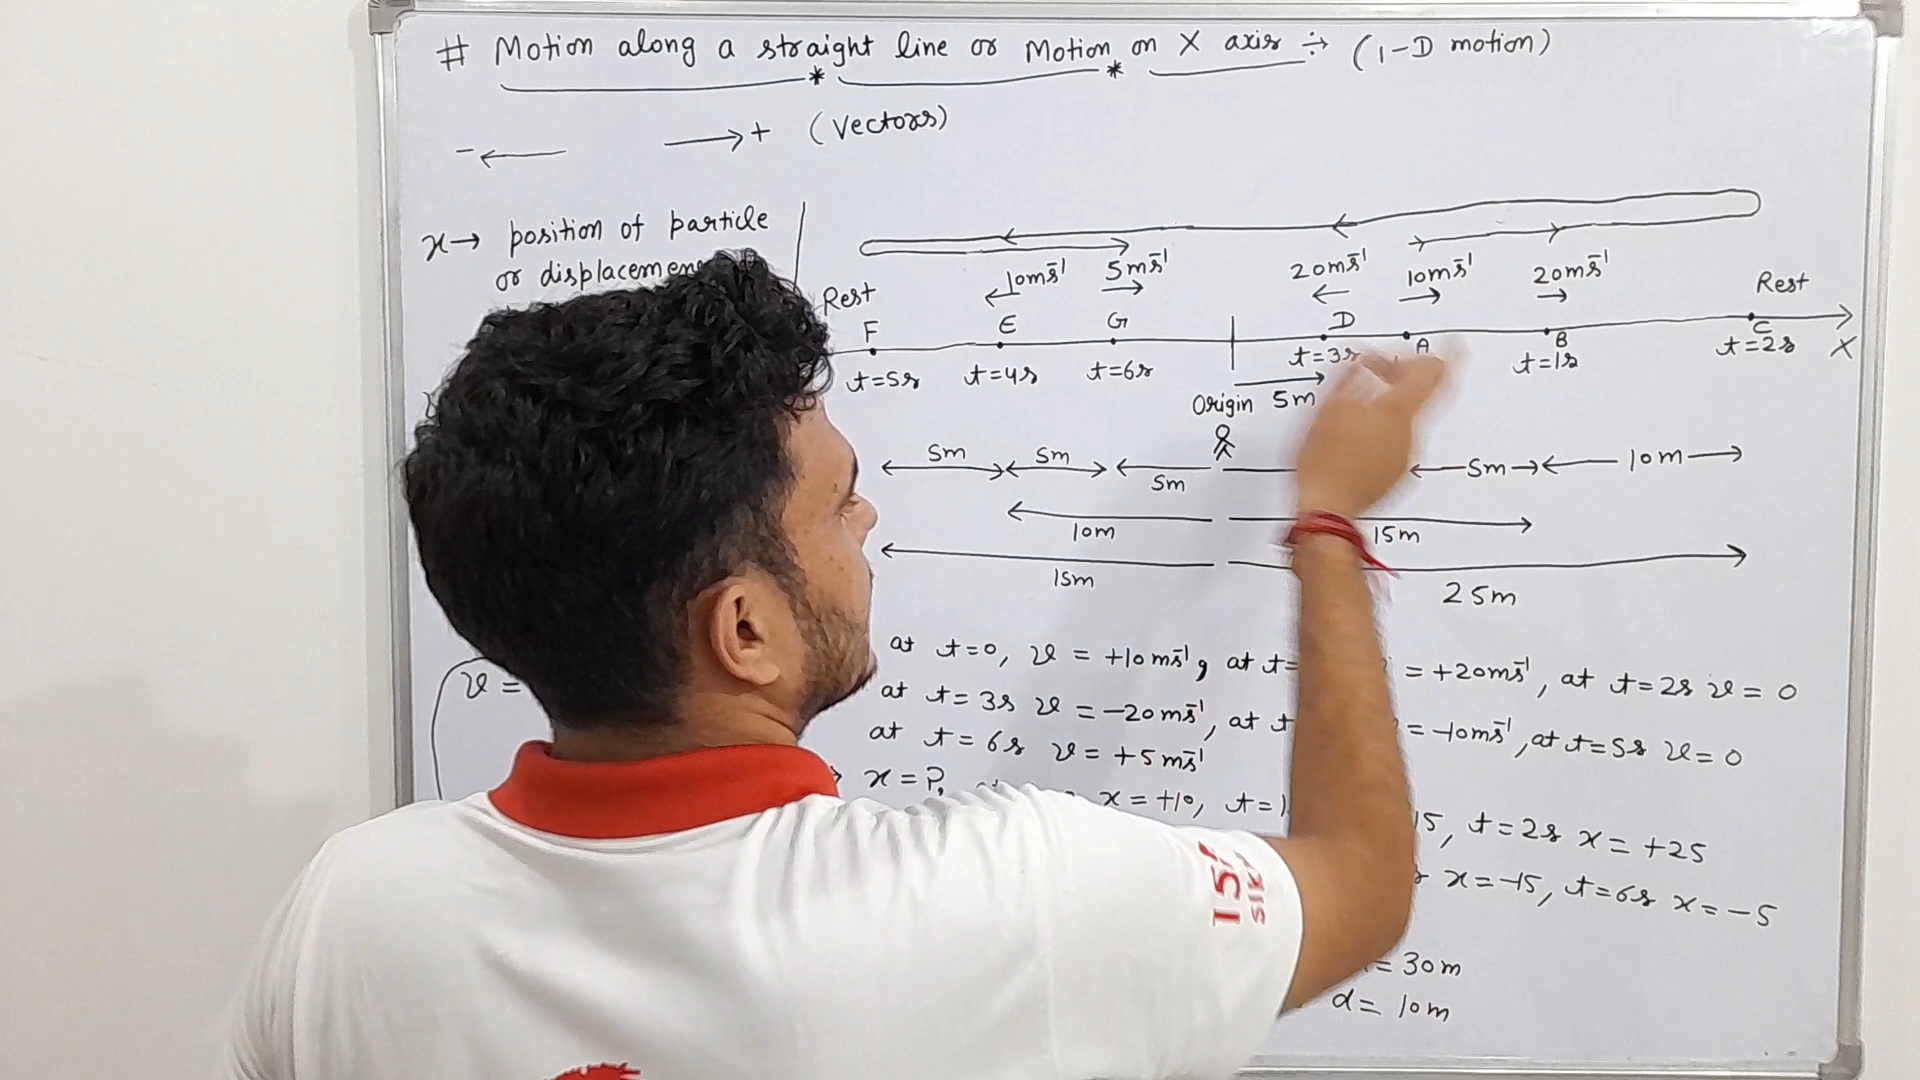 # Motion along a straight line or Motion on X axis ÷ (1-D motion)
- ← → + (Vectors)
x → position of particle
or displacemen
20ms⁻¹ 10ms⁻¹ 20ms⁻¹ Rest
Rest 10ms⁻¹ 5ms⁻¹
F E G D A B C X
t=5s t=4s t=6s t=3s t=1s t=2s
Origin 5m
5m 5m 5m 5m 10m
10m 15m
15m 25m
at t=0, v = +10ms⁻¹, at t= = +20ms⁻¹, at t=2s v=0
v = at t=3s v=-20ms⁻¹, at t = -10ms⁻¹, at t=5s v=0
at t=6s v=+5ms⁻¹
x=?, x=+10, t=1 15, t=2s x=+25
x=-15, t=6s x=-5
= 30m
d= 10m
15
SIK